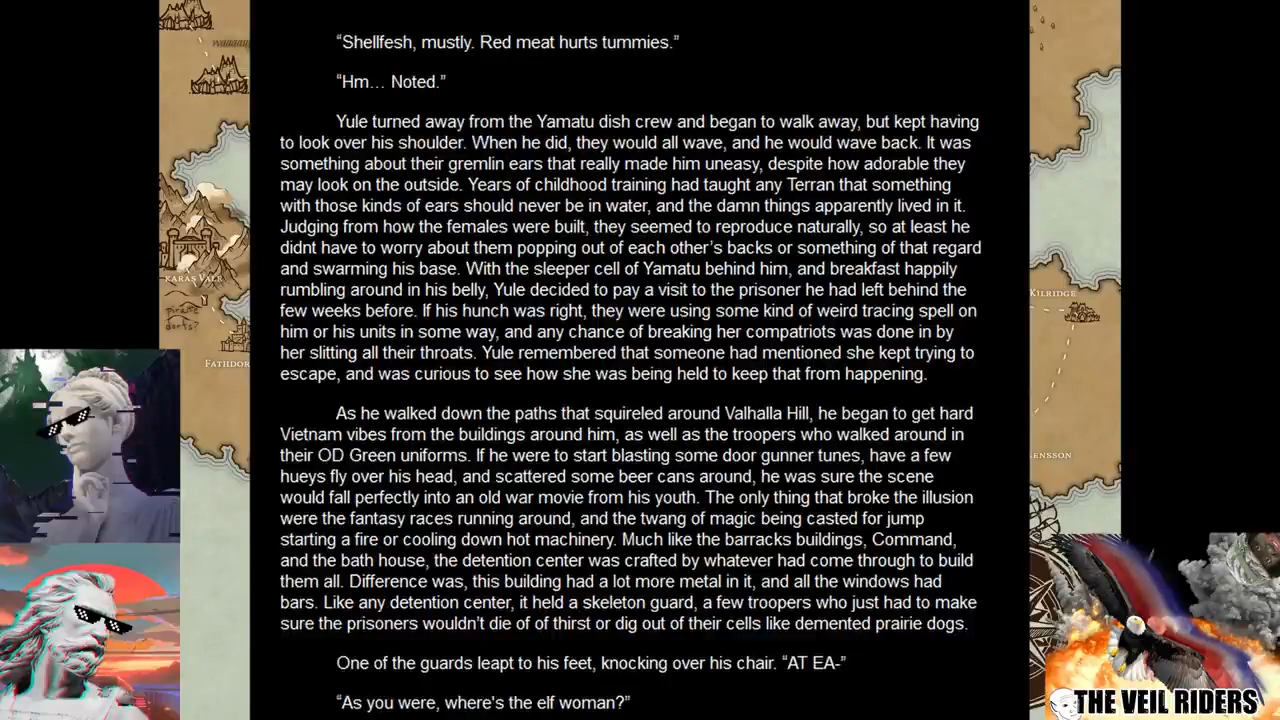 “Shellfesh, mustly. Red meat hurts tummies.”
“Hm… Noted.”
Yule turned away from the Yamatu dish crew and began to walk away, but kept having
to look over his shoulder. When he did, they would all wave, and he would wave back. It was
something about their gremlin ears that really made him uneasy, despite how adorable they
may look on the outside. Years of childhood training had taught any Terran that something
with those kinds of ears should never be in water, and the damn things apparently lived in it.
Judging from how the females were built, they seemed to reproduce naturally, so at least he
didnt have to worry about them popping out of each other’s backs or something of that regard
and swarming his base. With the sleeper cell of Yamatu behind him, and breakfast happily
rumbling around in his belly, Yule decided to pay a visit to the prisoner he had left behind the
few weeks before. If his hunch was right, they were using some kind of weird tracing spell on
him or his units in some way, and any chance of breaking her compatriots was done in by
her slitting all their throats. Yule remembered that someone had mentioned she kept trying to
escape, and was curious to see how she was being held to keep that from happening.
As he walked down the paths that squireled around Valhalla Hill, he began to get hard
Vietnam vibes from the buildings around him, as well as the troopers who walked around in
their OD Green uniforms. If he were to start blasting some door gunner tunes, have a few
hueys fly over his head, and scattered some beer cans around, he was sure the scene
would fall perfectly into an old war movie from his youth. The only thing that broke the illusion
were the fantasy races running around, and the twang of magic being casted for jump
starting a fire or cooling down hot machinery. Much like the barracks buildings, Command,
and the bath house, the detention center was crafted by whatever had come through to build
them all. Difference was, this building had a lot more metal in it, and all the windows had
bars. Like any detention center, it held a skeleton guard, a few troopers who just had to make
sure the prisoners wouldn’t die of of thirst or dig out of their cells like demented prairie dogs.
One of the guards leapt to his feet, knocking over his chair. “AT EA-”
“As you were, where's the elf woman?”
KARAS VALE
pirate
ports?
FATHDOR
KILRIDGE
ENSSON
THE VEIL RIDERS